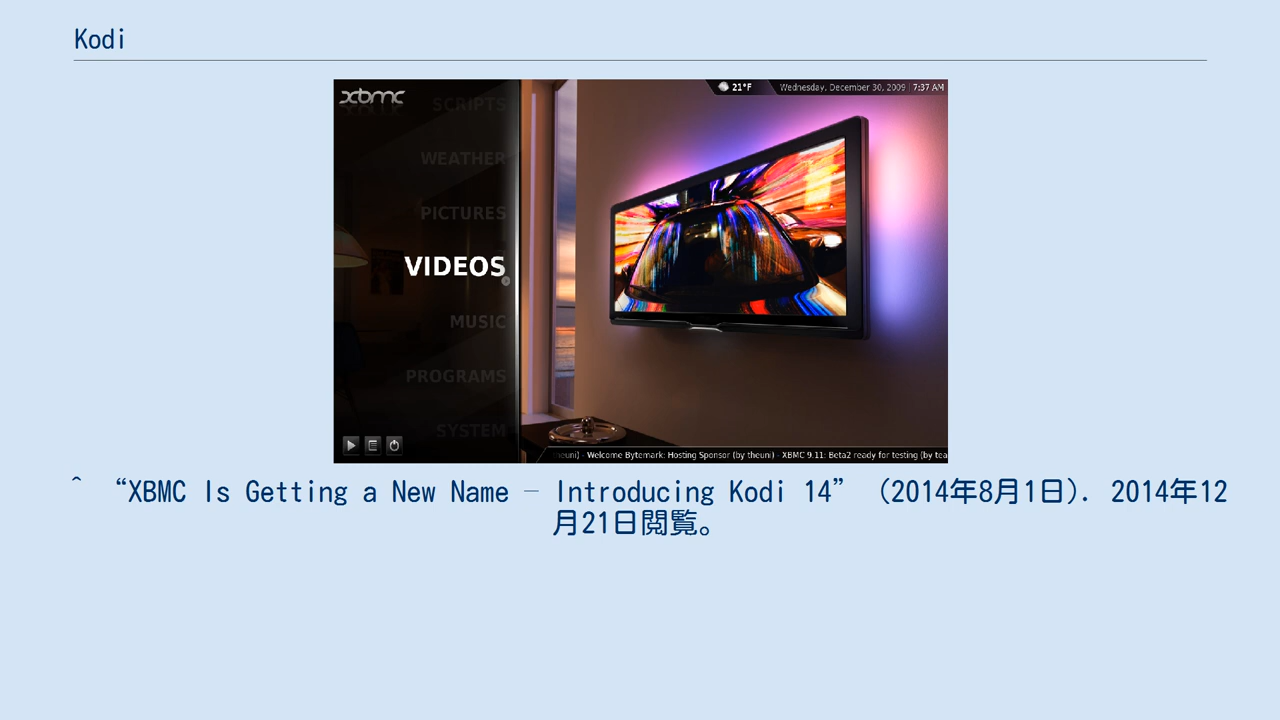 Kodi
xbmc
21°F
Wednesday, December 30, 2009 | 7:37 AM
SCRIPTS
WEATHER
PICTURES
VIDEOS
MUSIC
PROGRAMS
SYSTEM
heuni) - Welcome Bytemark: Hosting Sponsor (by theuni) - XBMC 9.11: Beta2 ready for testing (by tea
^ “XBMC Is Getting a New Name – Introducing Kodi 14” (2014年8月1日). 2014年12
月21日閲覧。